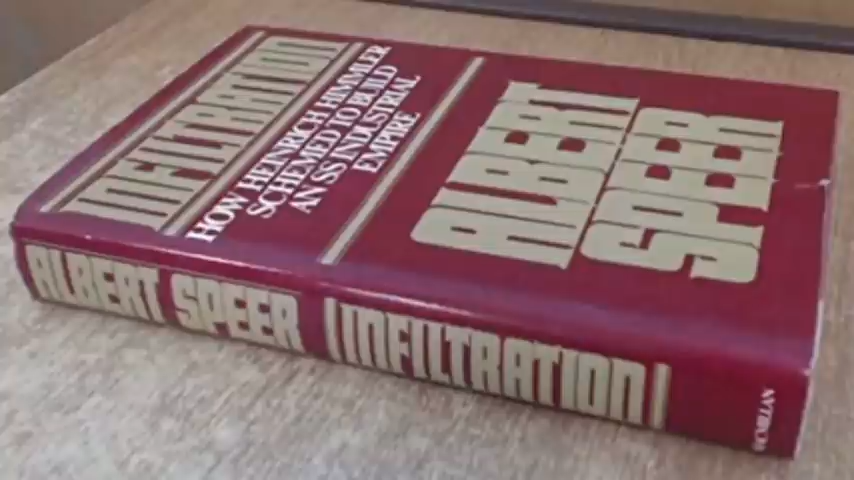 INFILTRATION
HOW HEINRICH HIMMLER
SCHEMED TO BUILD
AN SS INDUSTRIAL
EMPIRE
ALBERT
SPEER
ALBERT SPEER INFILTRATION
MACMILLAN